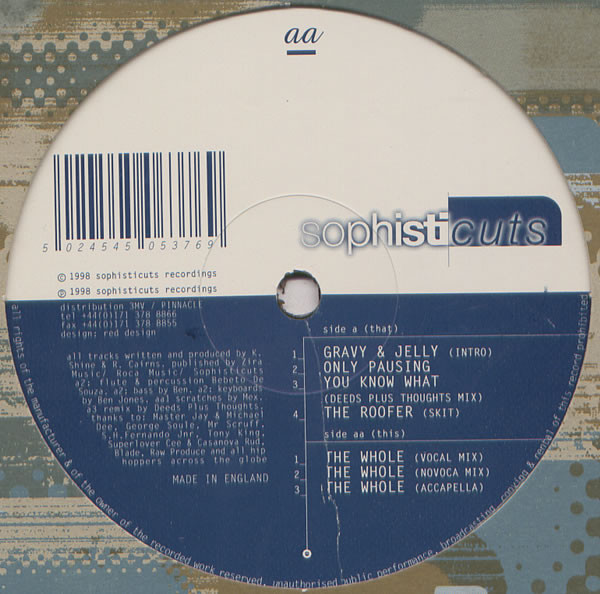 aa
sophisticuts
5 024545 053769
© 1998 sophisticuts recordings
℗ 1998 sophisticuts recordings
distribution 3MV / PINNACLE
tel +44(0)171 378 8866
fax +44(0)171 378 8855
design: red design
all tracks written and produced by K.
Shine & R. Cairns. published by Zira
Music/ Roca Music/ Sophisticuts
a2: flute & percussion Bebeto De
Souza. a2: bass by Ben. a2: keyboards
by Ben Jones. aa1 scratches by Mex.
a3 remix by Deeds Plus Thoughts.
thanks to: Master Jay & Michael
Dee, George Soule, Mr Scruff,
S.W.Fernando Jnr, Tony King,
Superlover Cee & Casanova Rud,
Blade, Raw Produce and all hip
hoppers across the globe
MADE IN ENGLAND
side a (that)
1 GRAVY & JELLY (INTRO)
2 ONLY PAUSING
3 YOU KNOW WHAT
(DEEDS PLUS THOUGHTS MIX)
4 THE ROOFER (SKIT)
side aa (this)
1 THE WHOLE (VOCAL MIX)
2 THE WHOLE (NOVOCA MIX)
3 THE WHOLE (ACCAPELLA)
all rights of the manufacturer & of the owner of the recorded work reserved, unauthorised public performance, broadcasting, copying & rental of this record prohibited